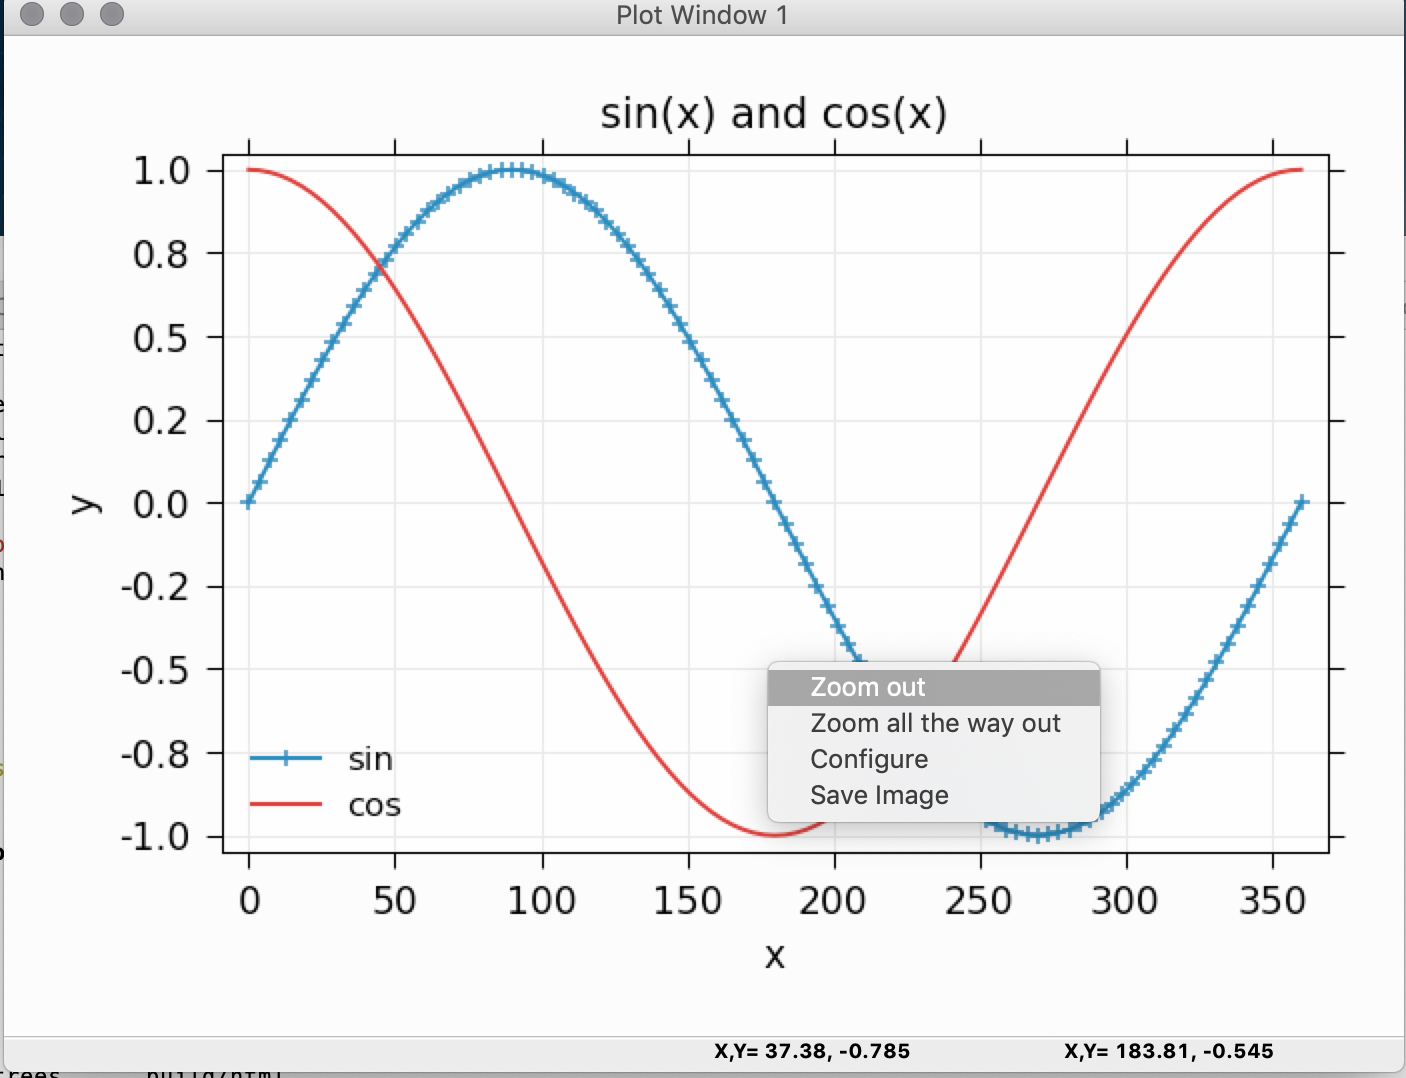 Plot Window 1
sin(x) and cos(x)
1.0
0.8
0.5
0.2
0.0
-0.2
-0.5
-0.8
-1.0
y
sin
cos
Zoom out
Zoom all the way out
Configure
Save Image
0 50 100 150 200 250 300 350
x
X,Y= 37.38, -0.785 X,Y= 183.81, -0.545